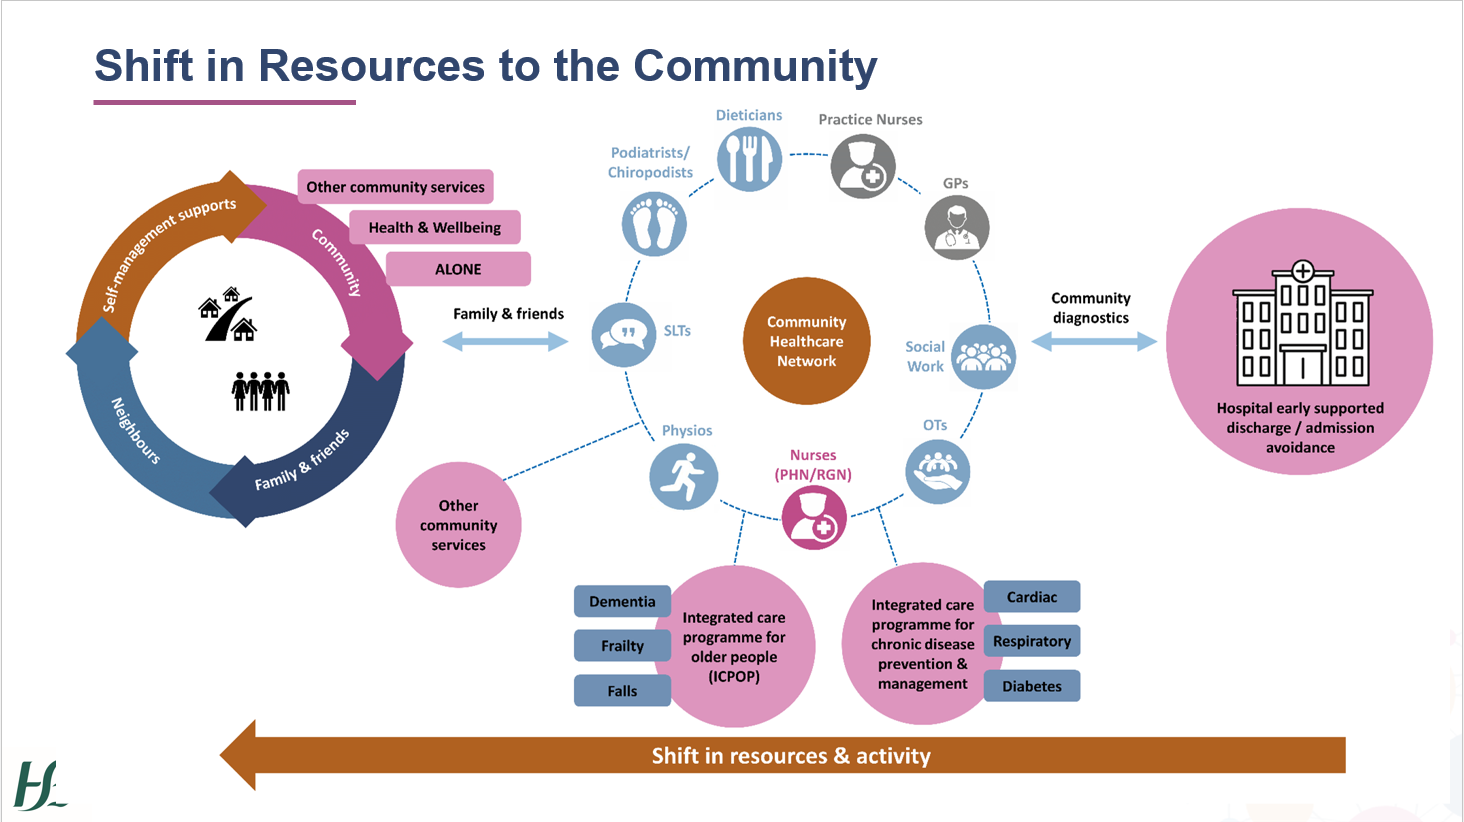 Shift in Resources to the Community
Self-management supports
Community
Family & friends
Neighbours
Other community services
Health & Wellbeing
ALONE
Family & friends
Dieticians
Practice Nurses
Podiatrists/
Chiropodists
GPs
SLTs
Community
Healthcare
Network
Social
Work
Physios
Nurses
(PHN/RGN)
OTs
Community
diagnostics
Hospital early supported
discharge / admission
avoidance
Other
community
services
Dementia
Frailty
Falls
Integrated care
programme for
older people
(ICPOP)
Integrated care
programme for
chronic disease
prevention &
management
Cardiac
Respiratory
Diabetes
Shift in resources & activity